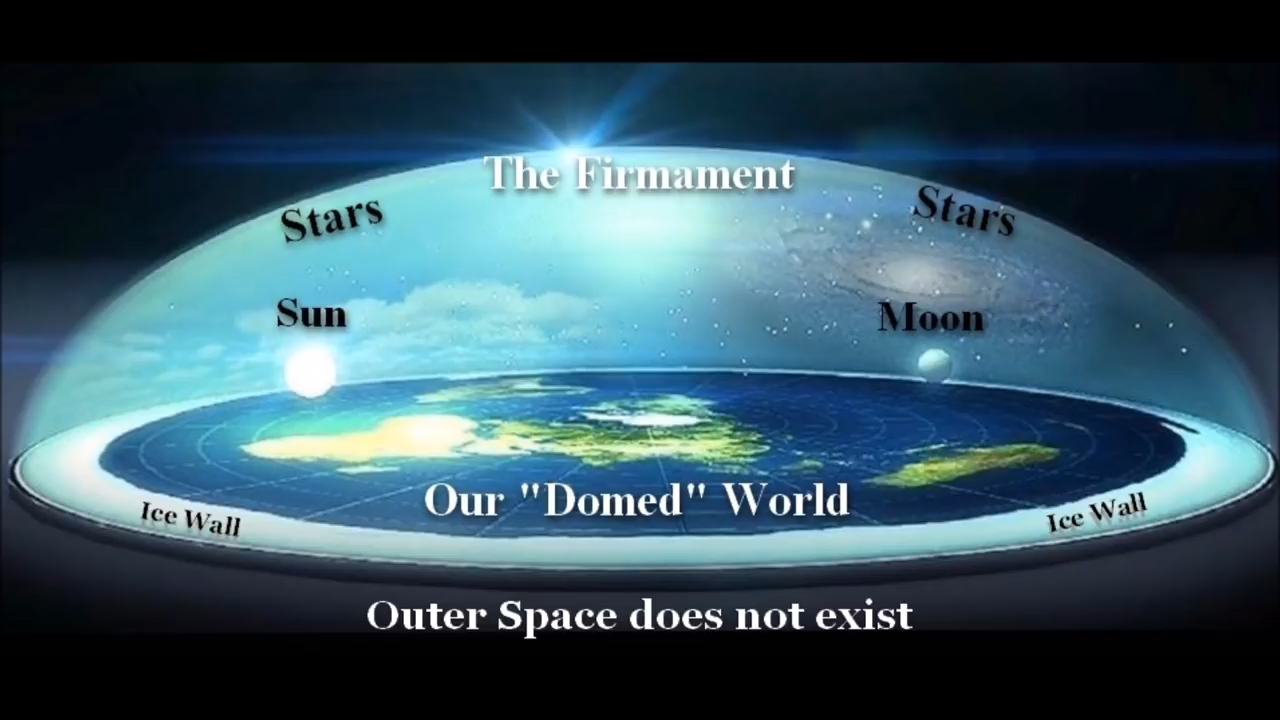 The Firmament
Stars
Stars
Sun
Moon
Our "Domed" World
Ice Wall
Ice Wall
Outer Space does not exist